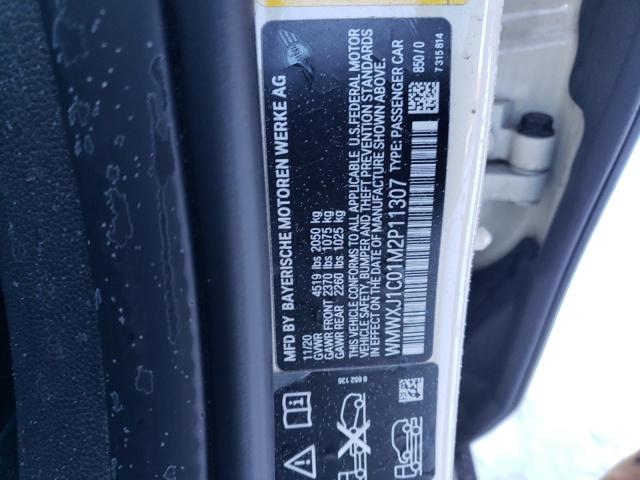 MFD BY BAYERISCHE MOTOREN WERKE AG
11/20
GVWR 4519 lbs 2050 kg
GAWR FRONT 2370 lbs 1075 kg
GAWR REAR 2260 lbs 1025 kg
THIS VEHICLE CONFORMS TO ALL APPLICABLE U.S. FEDERAL MOTOR
VEHICLE SAFETY, BUMPER AND THEFT PREVENTION STANDARDS
IN EFFECT ON DATE OF MANUFACTURE SHOWN ABOVE.
WMWXJ1C01M2P11307 TYPE: PASSENGER CAR
850/0
7 315 814
8 652 135